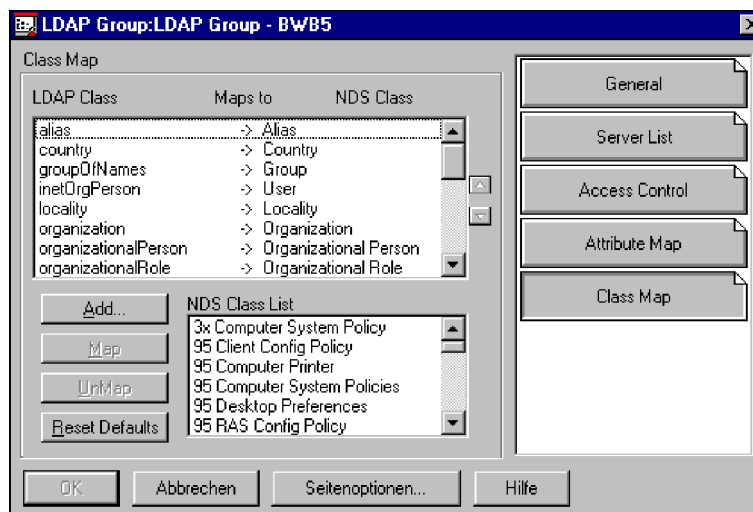 LDAP Group:LDAP Group - BWB5
Class Map
LDAP Class Maps to NDS Class
alias -> Alias
country -> Country
groupOfNames -> Group
inetOrgPerson -> User
locality -> Locality
organization -> Organization
organizationalPerson -> Organizational Person
organizationalRole -> Organizational Role
Add...
Map
UnMap
Reset Defaults
NDS Class List
3x Computer System Policy
95 Client Config Policy
95 Computer Printer
95 Computer System Policies
95 Desktop Preferences
95 RAS Config Policy
General
Server List
Access Control
Attribute Map
Class Map
OK Abbrechen Seitenoptionen... Hilfe